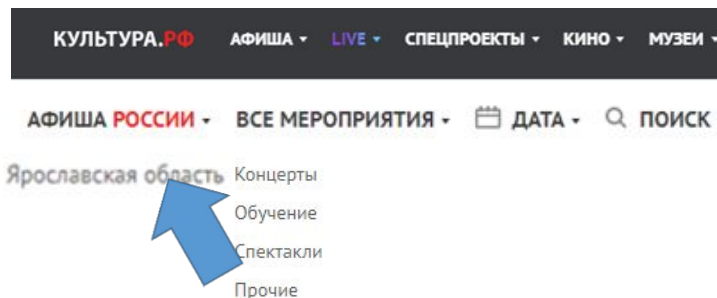 КУЛЬТУРА.РФ АФИША LIVE СПЕЦПРОЕКТЫ КИНО МУЗЕИ
АФИША РОССИИ ВСЕ МЕРОПРИЯТИЯ ДАТА ПОИСК
Ярославская область Концерты
Обучение
Спектакли
Прочие